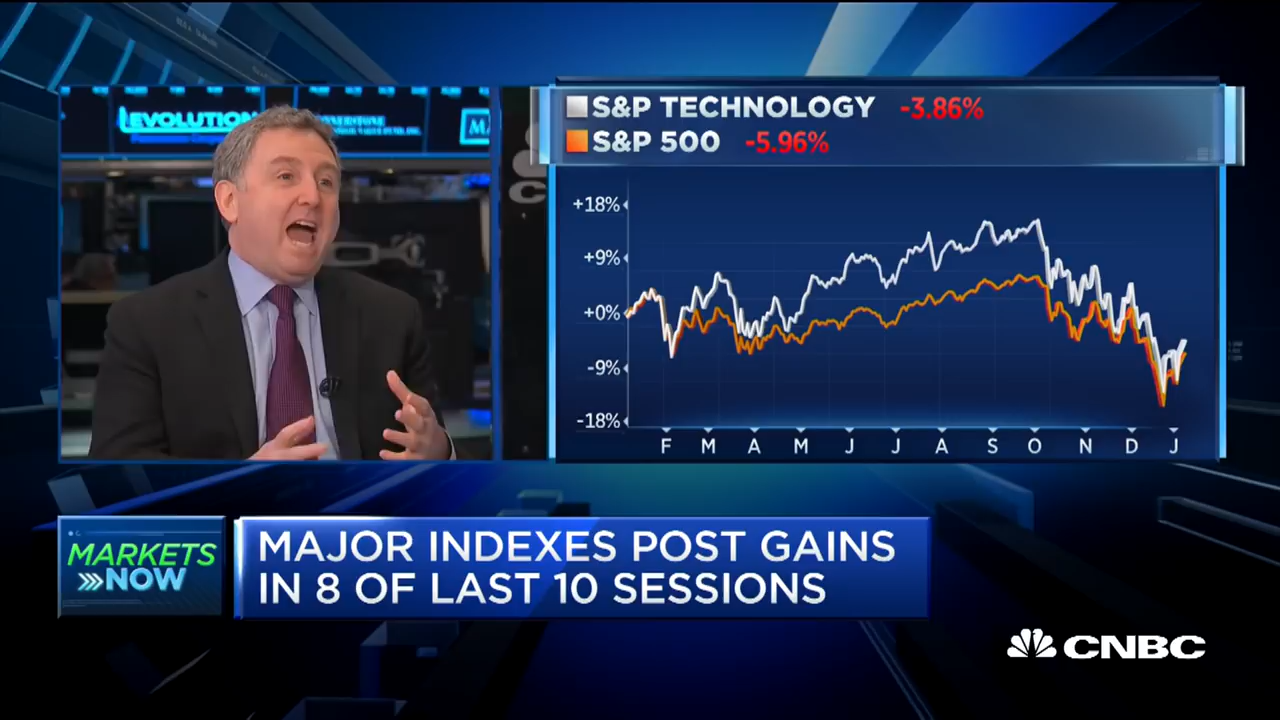 EVOLUTION
S&P TECHNOLOGY -3.86%
S&P 500 -5.96%
+18%
+9%
+0%
-9%
-18%
F M A M J J A S O N D J
MARKETS
NOW
MAJOR INDEXES POST GAINS
IN 8 OF LAST 10 SESSIONS
CNBC